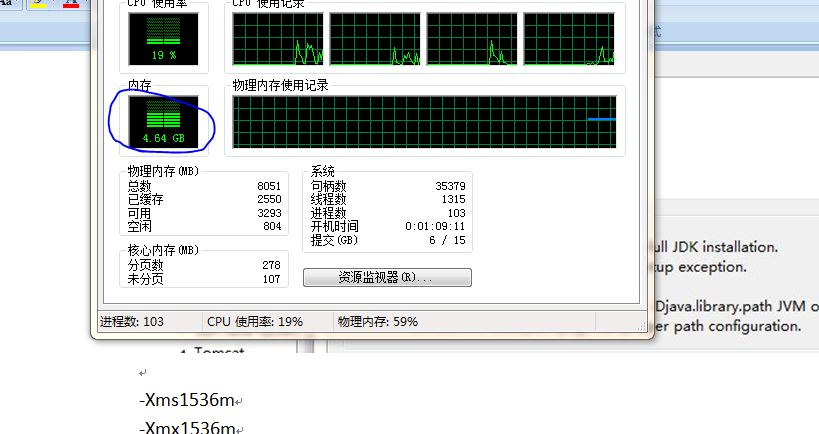 Aa
CPU 使用率
CPU 使用记录
19 %
内存
物理内存使用记录
4.64 GB
物理内存(MB)
总数 8051
已缓存 2550
可用 3293
空闲 804
系统
句柄数 35379
线程数 1315
进程数 103
开机时间 0:01:09:11
提交(GB) 6 / 15
核心内存(MB)
分页数 278
未分页 107
资源监视器(R)...
进程数: 103 CPU 使用率: 19% 物理内存: 59%
ull JDK installation.
tup exception.
Djava.library.path JVM o
er path configuration.
Tomcat
-Xms1536m
-Xmx1536m